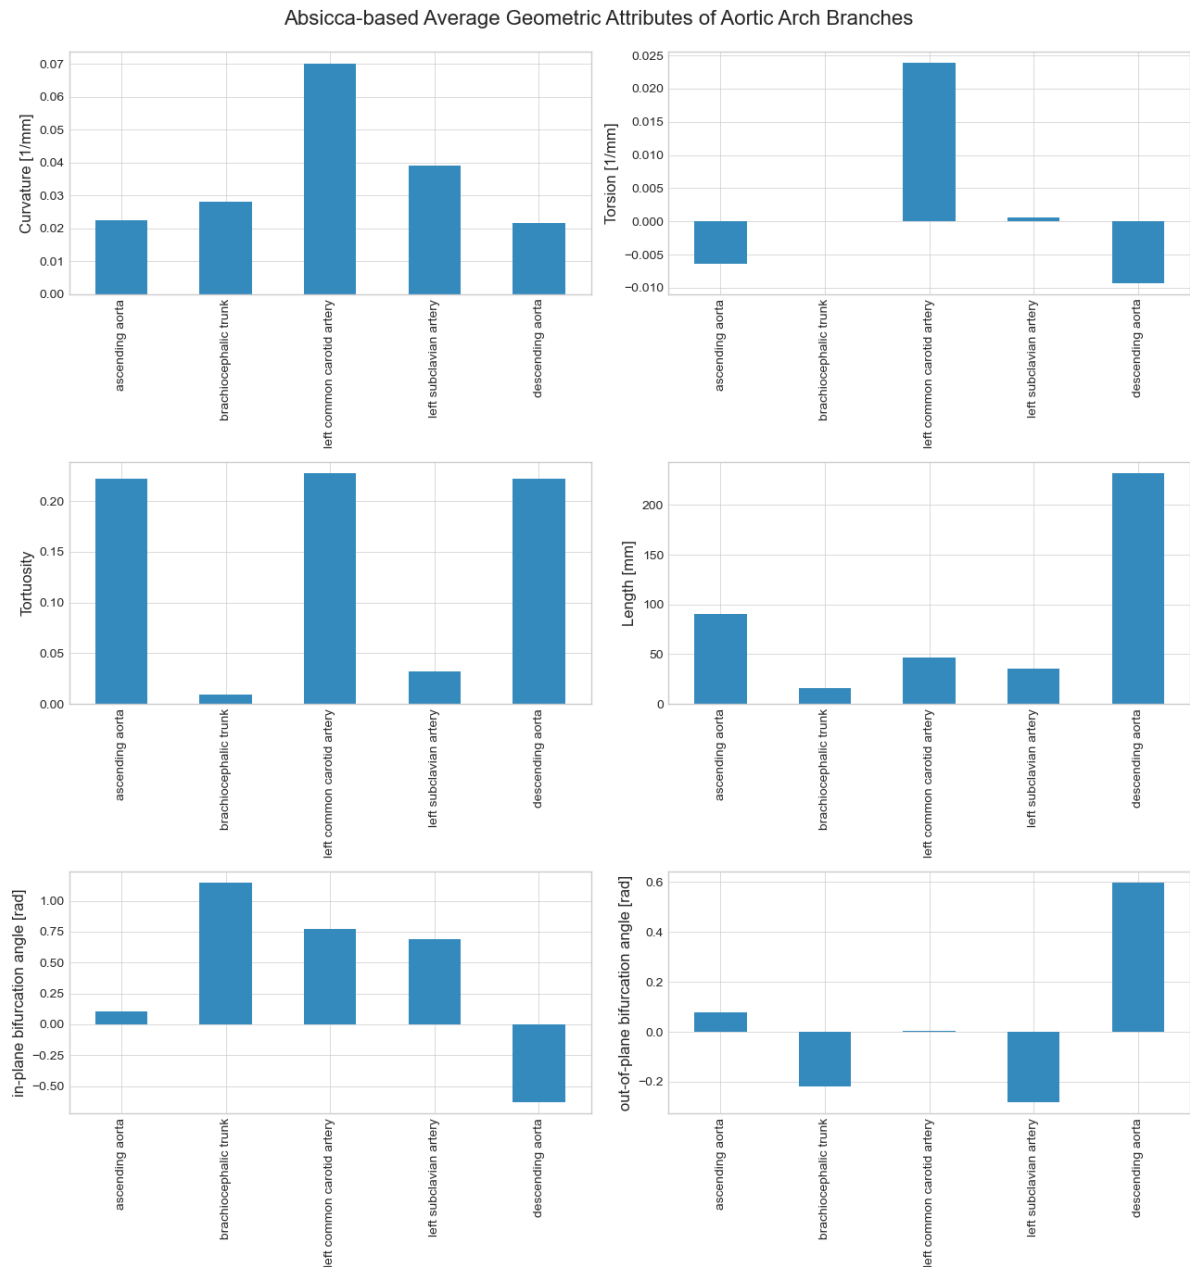 Absicca-based Average Geometric Attributes of Aortic Arch Branches
Curvature [1/mm]
0.07
0.06
0.05
0.04
0.03
0.02
0.01
0.00
ascending aorta
brachiocephalic trunk
left common carotid artery
left subclavian artery
descending aorta
Torsion [1/mm]
0.025
0.020
0.015
0.010
0.005
0.000
−0.005
−0.010
ascending aorta
brachiocephalic trunk
left common carotid artery
left subclavian artery
descending aorta
Tortuosity
0.20
0.15
0.10
0.05
0.00
ascending aorta
brachiocephalic trunk
left common carotid artery
left subclavian artery
descending aorta
Length [mm]
200
150
100
50
0
ascending aorta
brachiocephalic trunk
left common carotid artery
left subclavian artery
descending aorta
in-plane bifurcation angle [rad]
1.00
0.75
0.50
0.25
0.00
−0.25
−0.50
ascending aorta
brachiocephalic trunk
left common carotid artery
left subclavian artery
descending aorta
out-of-plane bifurcation angle [rad]
0.6
0.4
0.2
0.0
−0.2
ascending aorta
brachiocephalic trunk
left common carotid artery
left subclavian artery
descending aorta